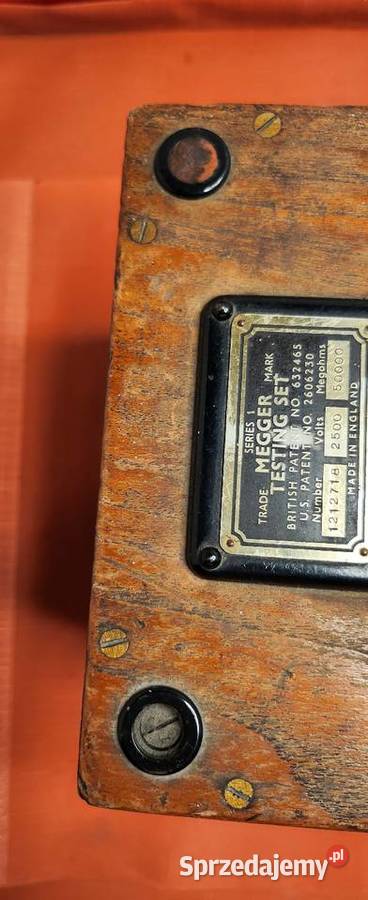 SERIES 1
TRADE MEGGER MARK
TESTING SET
BRITISH PATENT NO 632465
U.S. PATENT NO 2606230
Number Volts Megohms
1212718 2500 50000
MADE IN ENGLAND
Sprzedajemy.pl